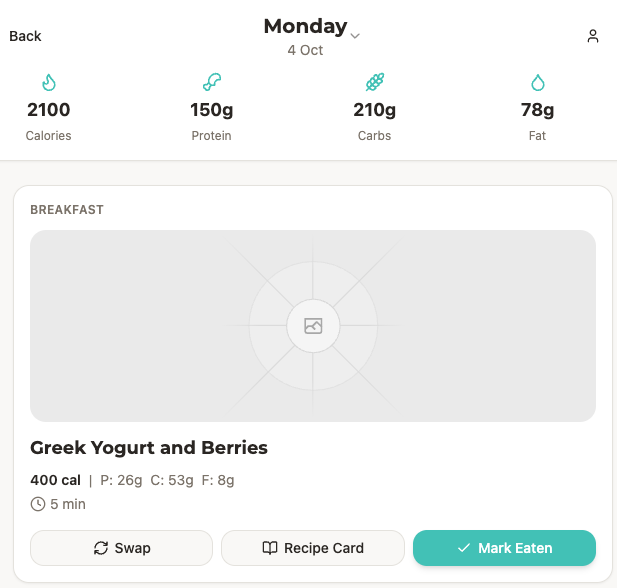 Back
Monday
4 Oct
2100
Calories
150g
Protein
210g
Carbs
78g
Fat
BREAKFAST
Greek Yogurt and Berries
400 cal | P: 26g C: 53g F: 8g
5 min
Swap
Recipe Card
Mark Eaten